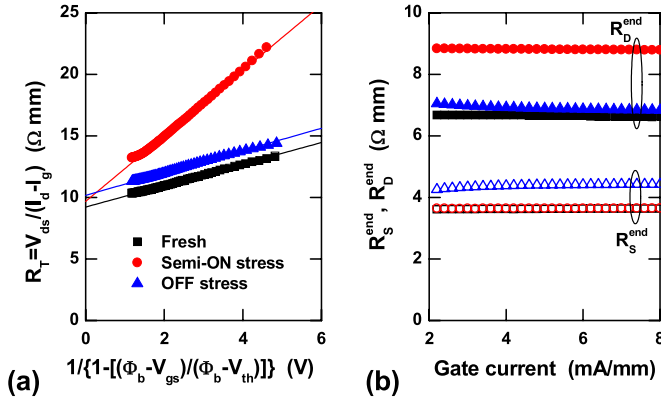 R_T=V_ds/(I_d-I_g) (Ω mm)
25
20
15
10
5
0
0 2 4 6
Fresh
Semi-ON stress
OFF stress
1/{1-[(Φ_b-V_gs)/(Φ_b-V_th)]} (V)
(a)
R_S^end, R_D^end (Ω mm)
10
8
6
4
2
0
2 4 6 8
R_D^end
R_S^end
Gate current (mA/mm)
(b)